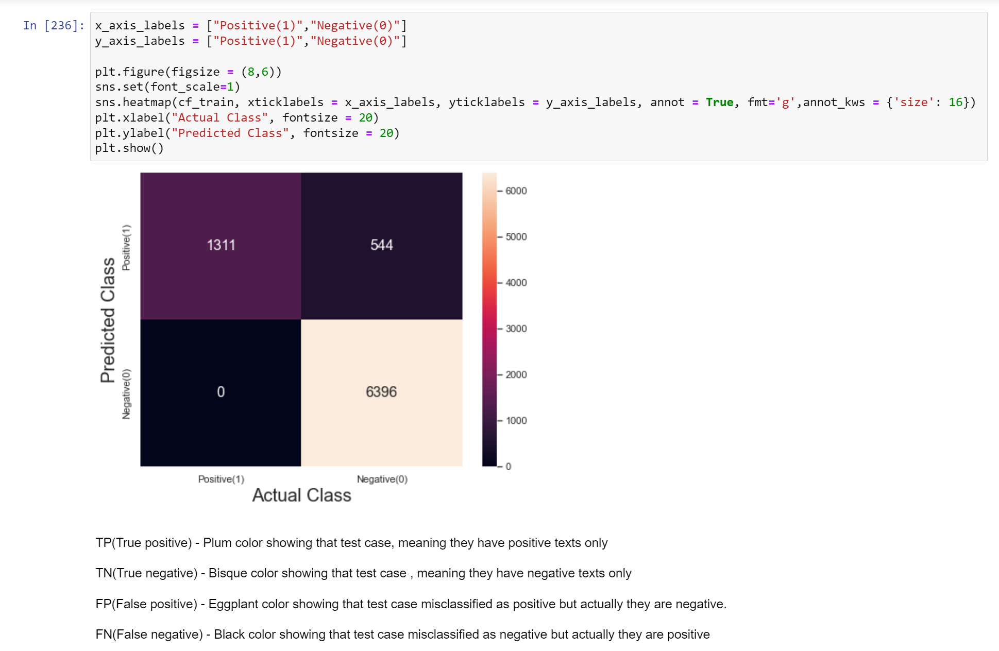 In [236]:
x_axis_labels = ["Positive(1)","Negative(0)"]
y_axis_labels = ["Positive(1)","Negative(0)"]
plt.figure(figsize = (8,6))
sns.set(font_scale=1)
sns.heatmap(cf_train, xticklabels = x_axis_labels, yticklabels = y_axis_labels, annot = True, fmt='g',annot_kws = {'size': 16})
plt.xlabel("Actual Class", fontsize = 20)
plt.ylabel("Predicted Class", fontsize = 20)
plt.show()
Predicted Class
Positive(1)
Negative(0)
1311
544
0
6396
6000
5000
4000
3000
2000
1000
0
Positive(1)
Negative(0)
Actual Class
TP(True positive) - Plum color showing that test case, meaning they have positive texts only
TN(True negative) - Bisque color showing that test case , meaning they have negative texts only
FP(False positive) - Eggplant color showing that test case misclassified as positive but actually they are negative.
FN(False negative) - Black color showing that test case misclassified as negative but actually they are positive